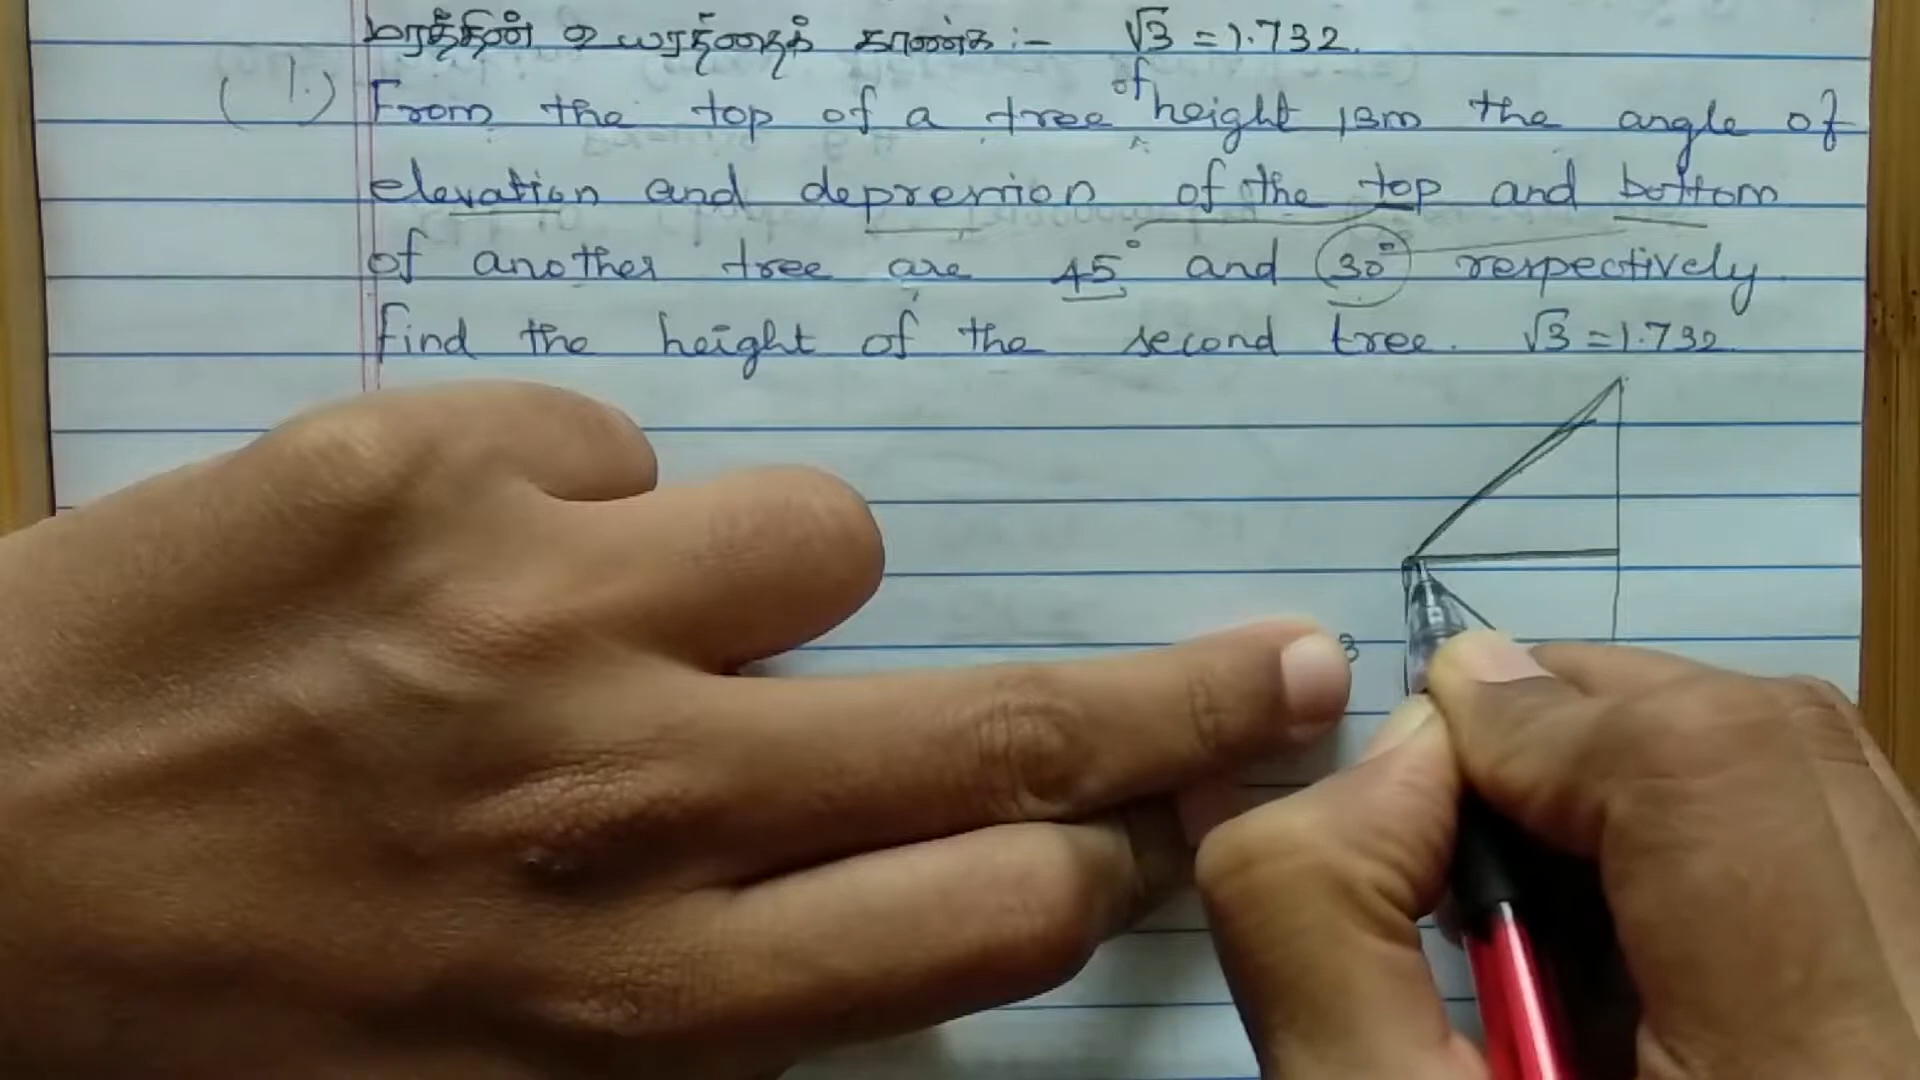 மரத்தின் உயரத்தைக் காண்க :- √3 = 1.732.
(1.) From the top of a tree of height 13m the angle of
elevation and depression of the top and bottom
of another tree are 45° and 30° respectively
find the height of the second tree. √3 = 1.732
3